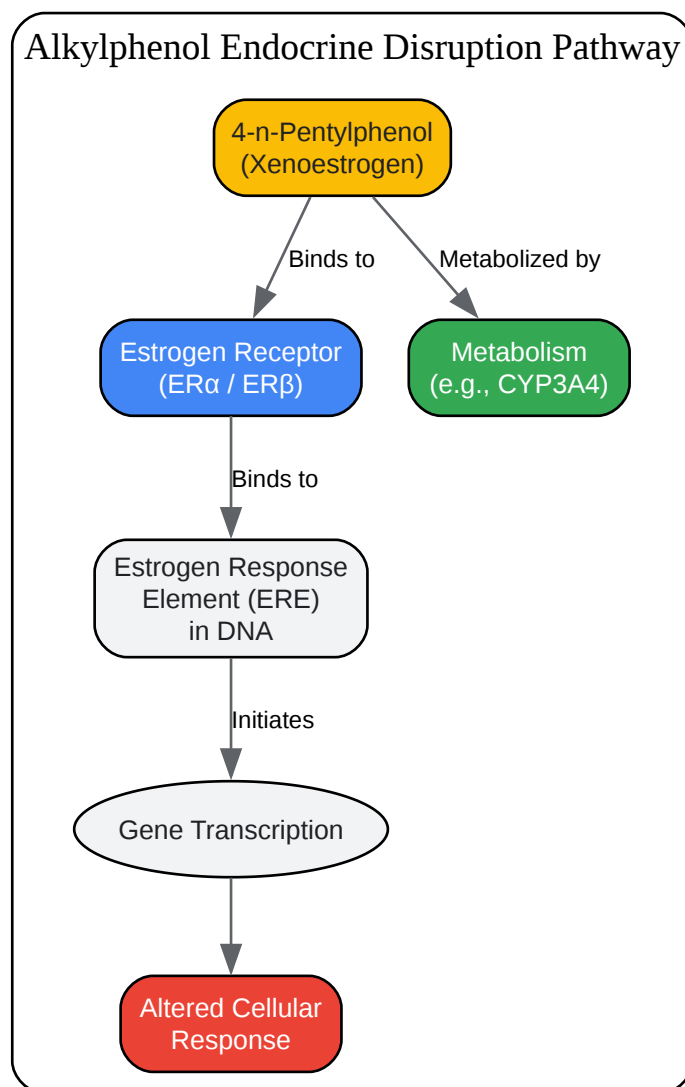 Alkylphenol Endocrine Disruption Pathway
4-n-Pentylphenol
(Xenoestrogen)
Binds to
Metabolized by
Estrogen Receptor
(ERα / ERβ)
Metabolism
(e.g., CYP3A4)
Binds to
Estrogen Response
Element (ERE)
in DNA
Initiates
Gene Transcription
Altered Cellular
Response